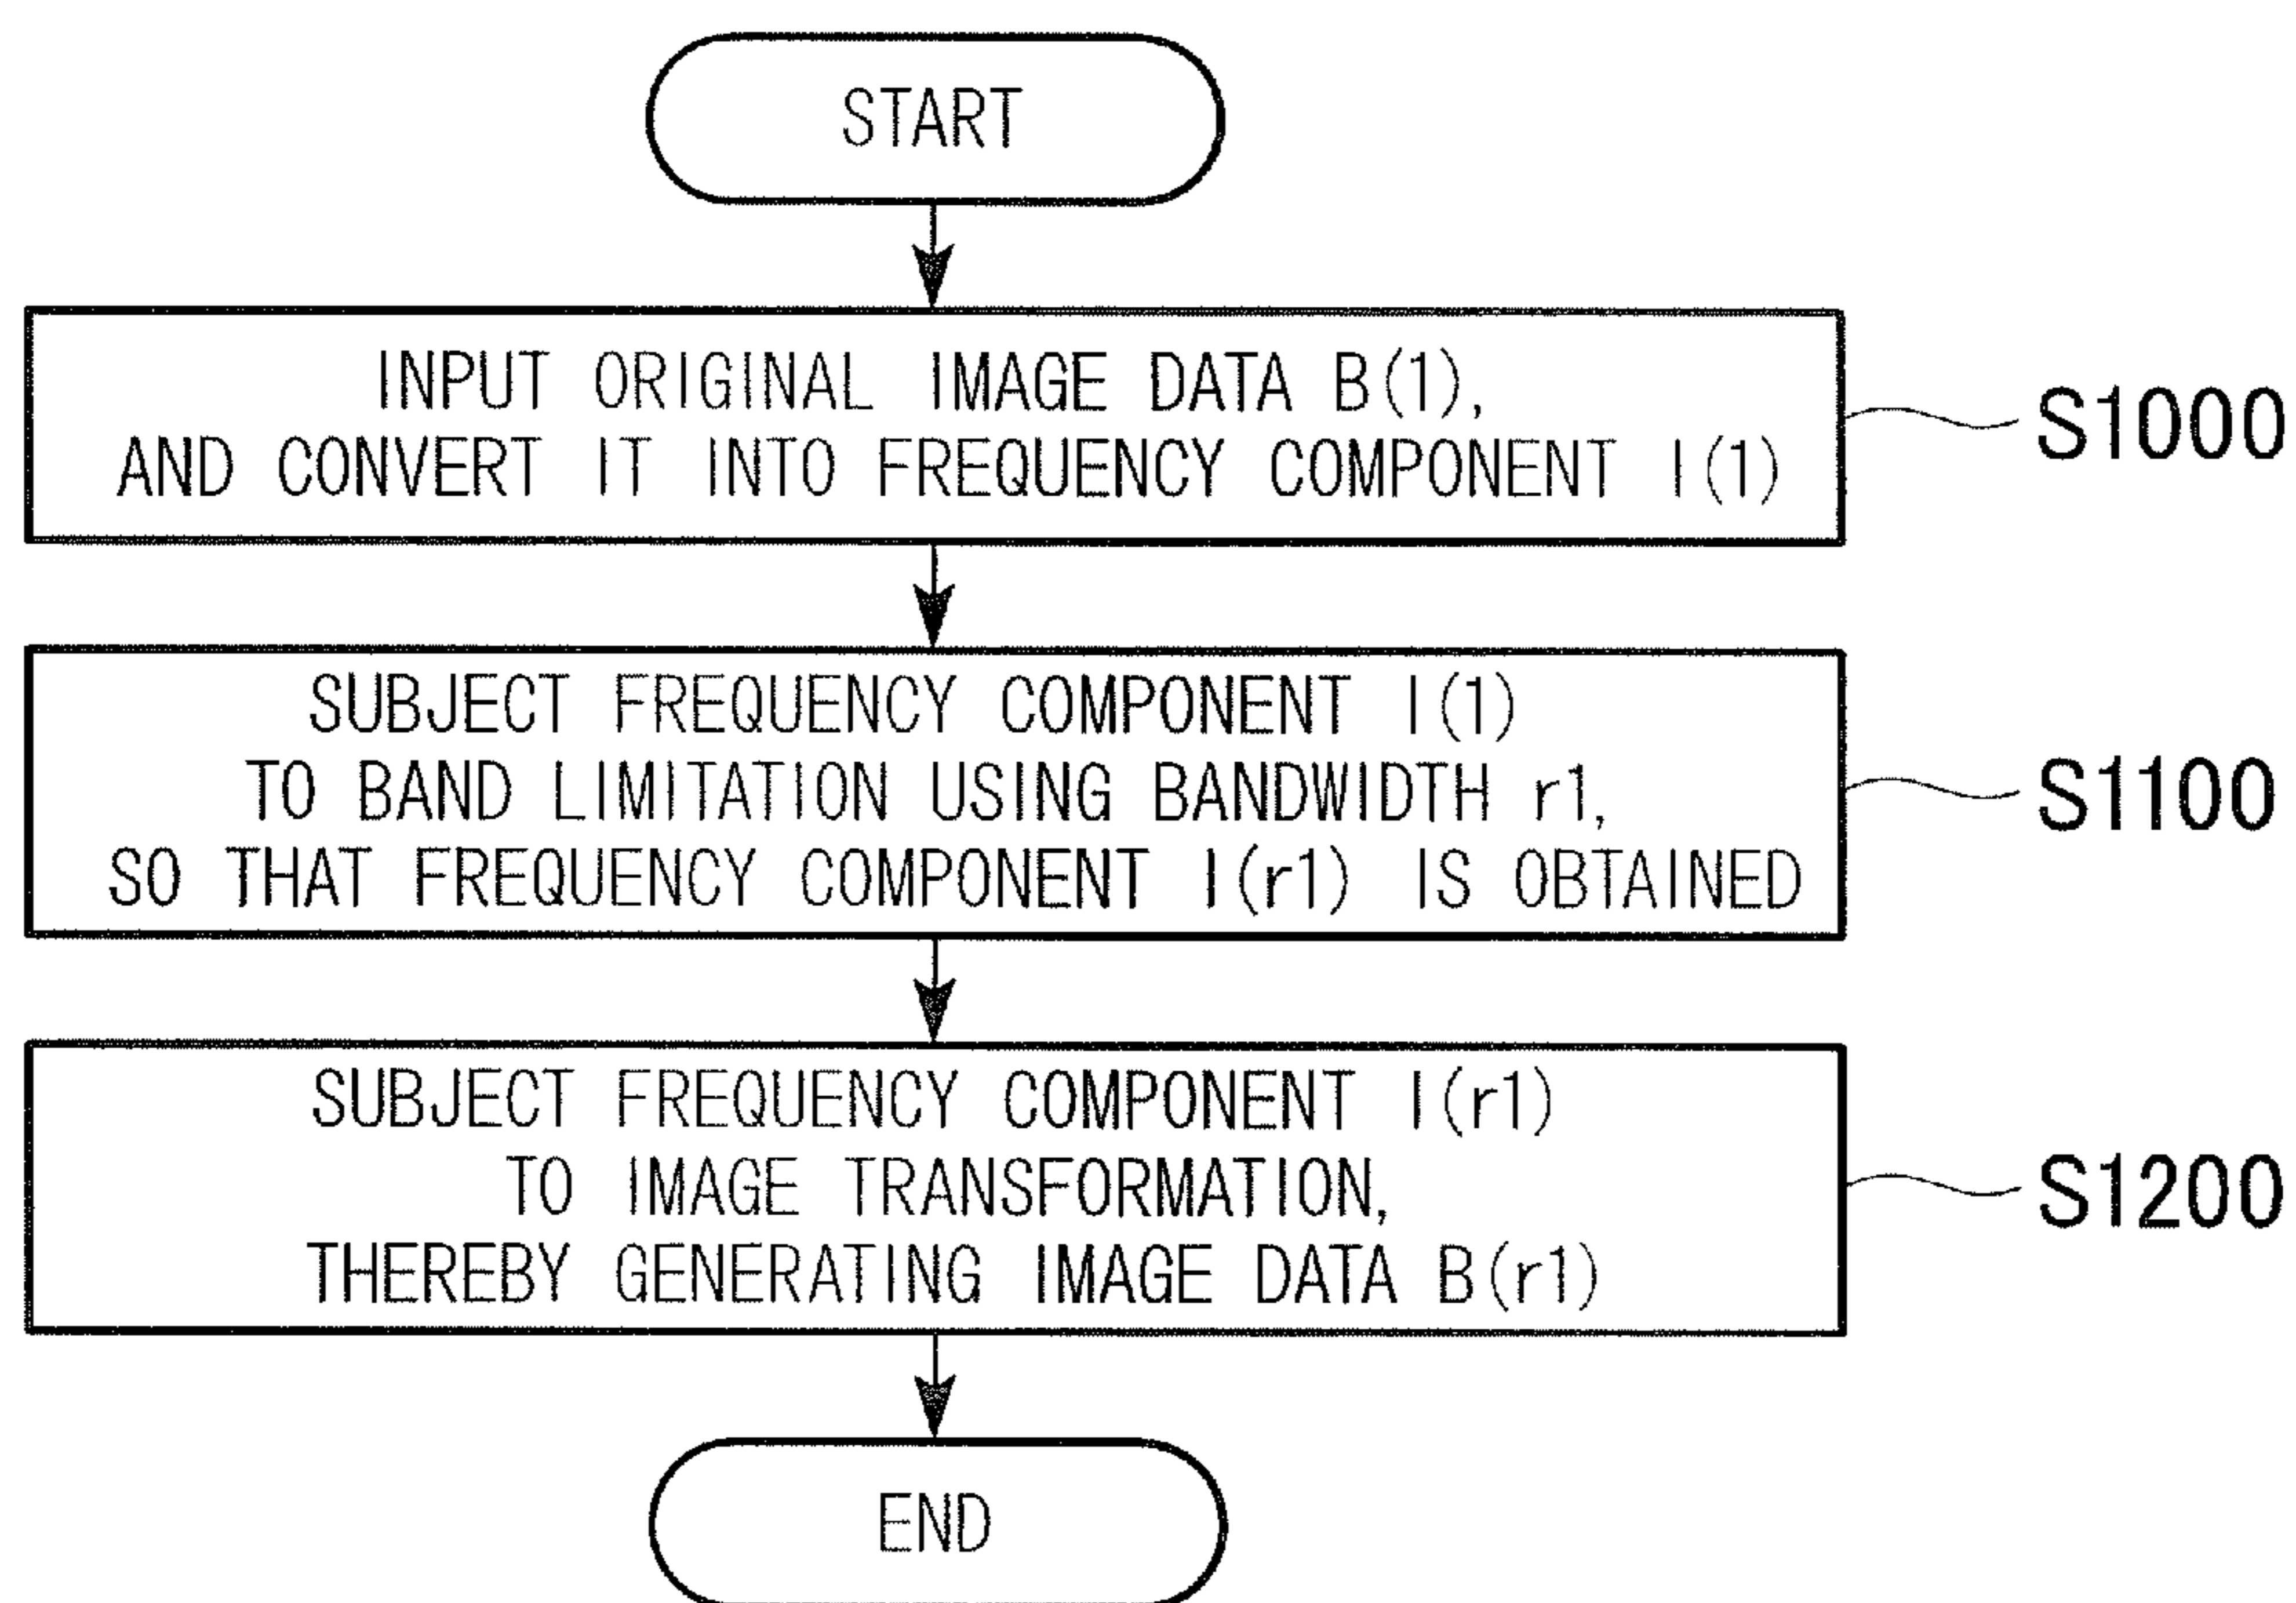 START
INPUT ORIGINAL IMAGE DATA B(1),
AND CONVERT IT INTO FREQUENCY COMPONENT I(1)
S1000
SUBJECT FREQUENCY COMPONENT I(1)
TO BAND LIMITATION USING BANDWIDTH r1,
SO THAT FREQUENCY COMPONENT I(r1) IS OBTAINED
S1100
SUBJECT FREQUENCY COMPONENT I(r1)
TO IMAGE TRANSFORMATION,
THEREBY GENERATING IMAGE DATA B(r1)
S1200
END